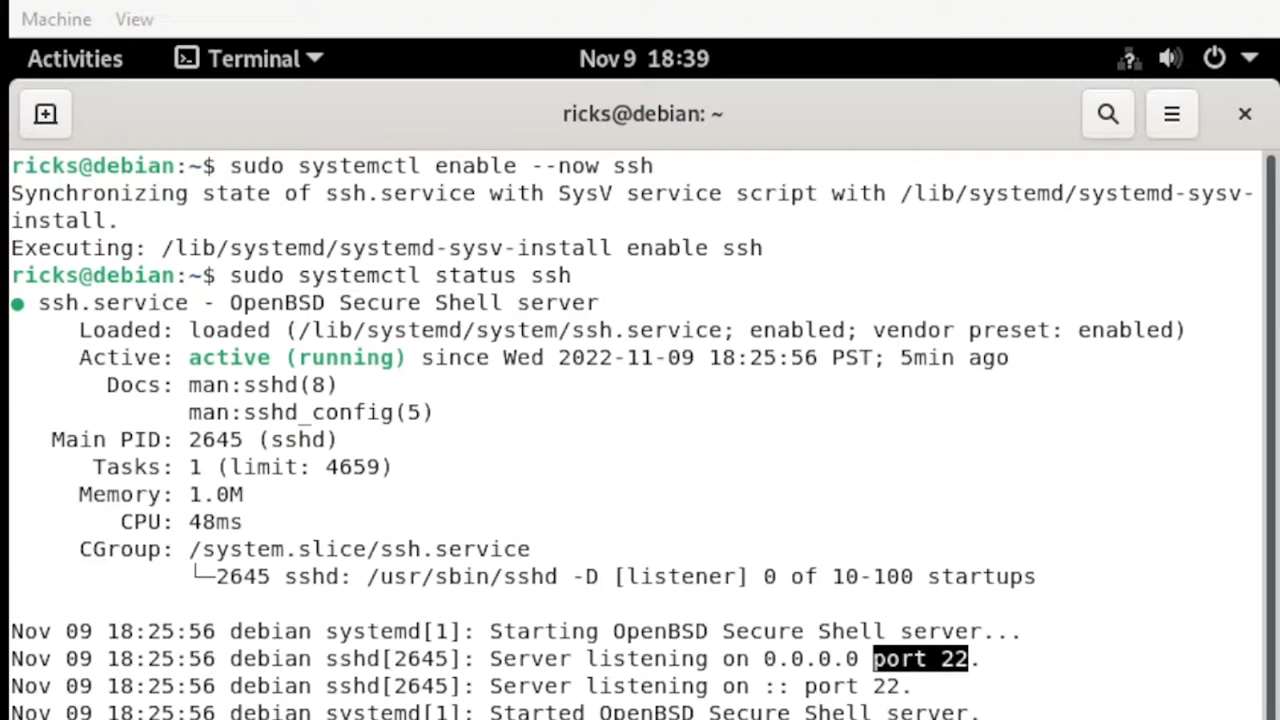 Machine View
Activities Terminal Nov 9 18:39
ricks@debian: ~
ricks@debian:~$ sudo systemctl enable --now ssh
Synchronizing state of ssh.service with SysV service script with /lib/systemd/systemd-sysv-
install.
Executing: /lib/systemd/systemd-sysv-install enable ssh
ricks@debian:~$ sudo systemctl status ssh
● ssh.service - OpenBSD Secure Shell server
Loaded: loaded (/lib/systemd/system/ssh.service; enabled; vendor preset: enabled)
Active: active (running) since Wed 2022-11-09 18:25:56 PST; 5min ago
Docs: man:sshd(8)
man:sshd_config(5)
Main PID: 2645 (sshd)
Tasks: 1 (limit: 4659)
Memory: 1.0M
CPU: 48ms
CGroup: /system.slice/ssh.service
└─2645 sshd: /usr/sbin/sshd -D [listener] 0 of 10-100 startups
Nov 09 18:25:56 debian systemd[1]: Starting OpenBSD Secure Shell server...
Nov 09 18:25:56 debian sshd[2645]: Server listening on 0.0.0.0 port 22.
Nov 09 18:25:56 debian sshd[2645]: Server listening on :: port 22.
Nov 09 18:25:56 debian systemd[1]: Started OpenBSD Secure Shell server.